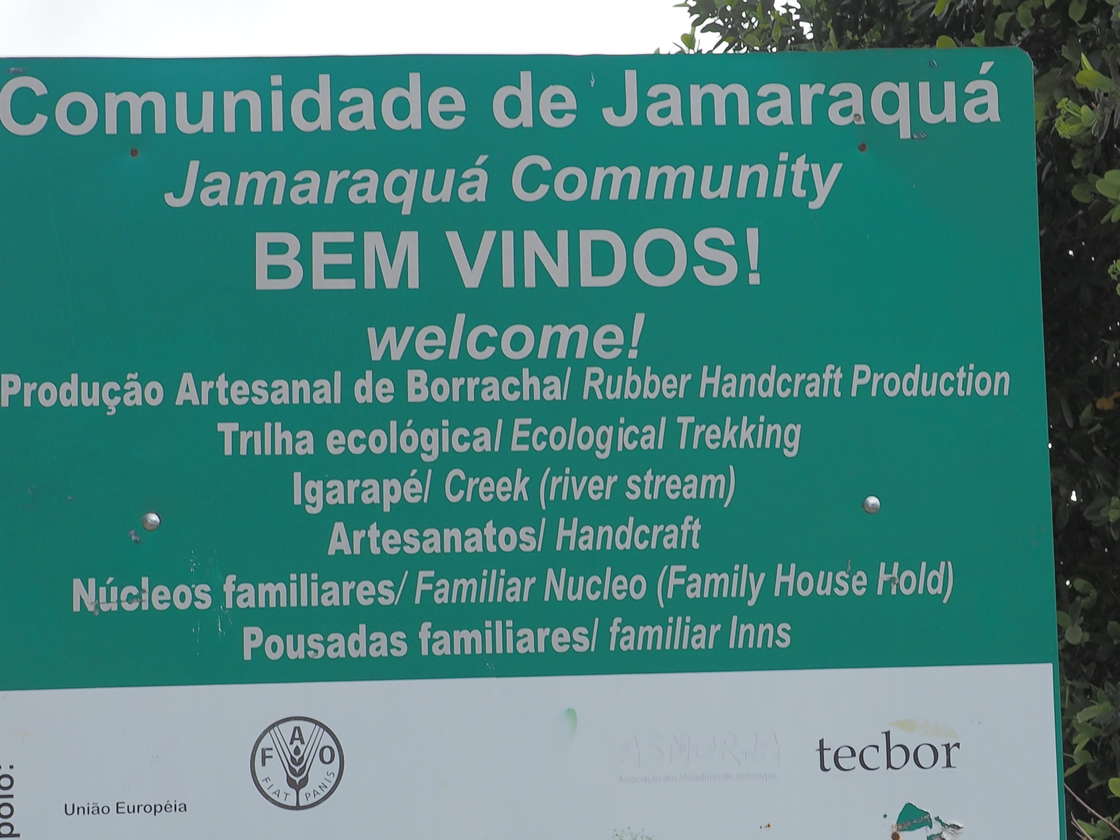 Comunidade de Jamaraquá
Jamaraquá Community
BEM VINDOS!
welcome!
Produção Artesanal de Borracha/ Rubber Handcraft Production
Trilha ecológica/ Ecological Trekking
Igarapé/ Creek (river stream)
Artesanatos/ Handcraft
Núcleos familiares/ Familiar Nucleo (Family House Hold)
Pousadas familiares/ familiar Inns
União Européia
FAO
FIAT PANIS
ASMORJA
tecbor